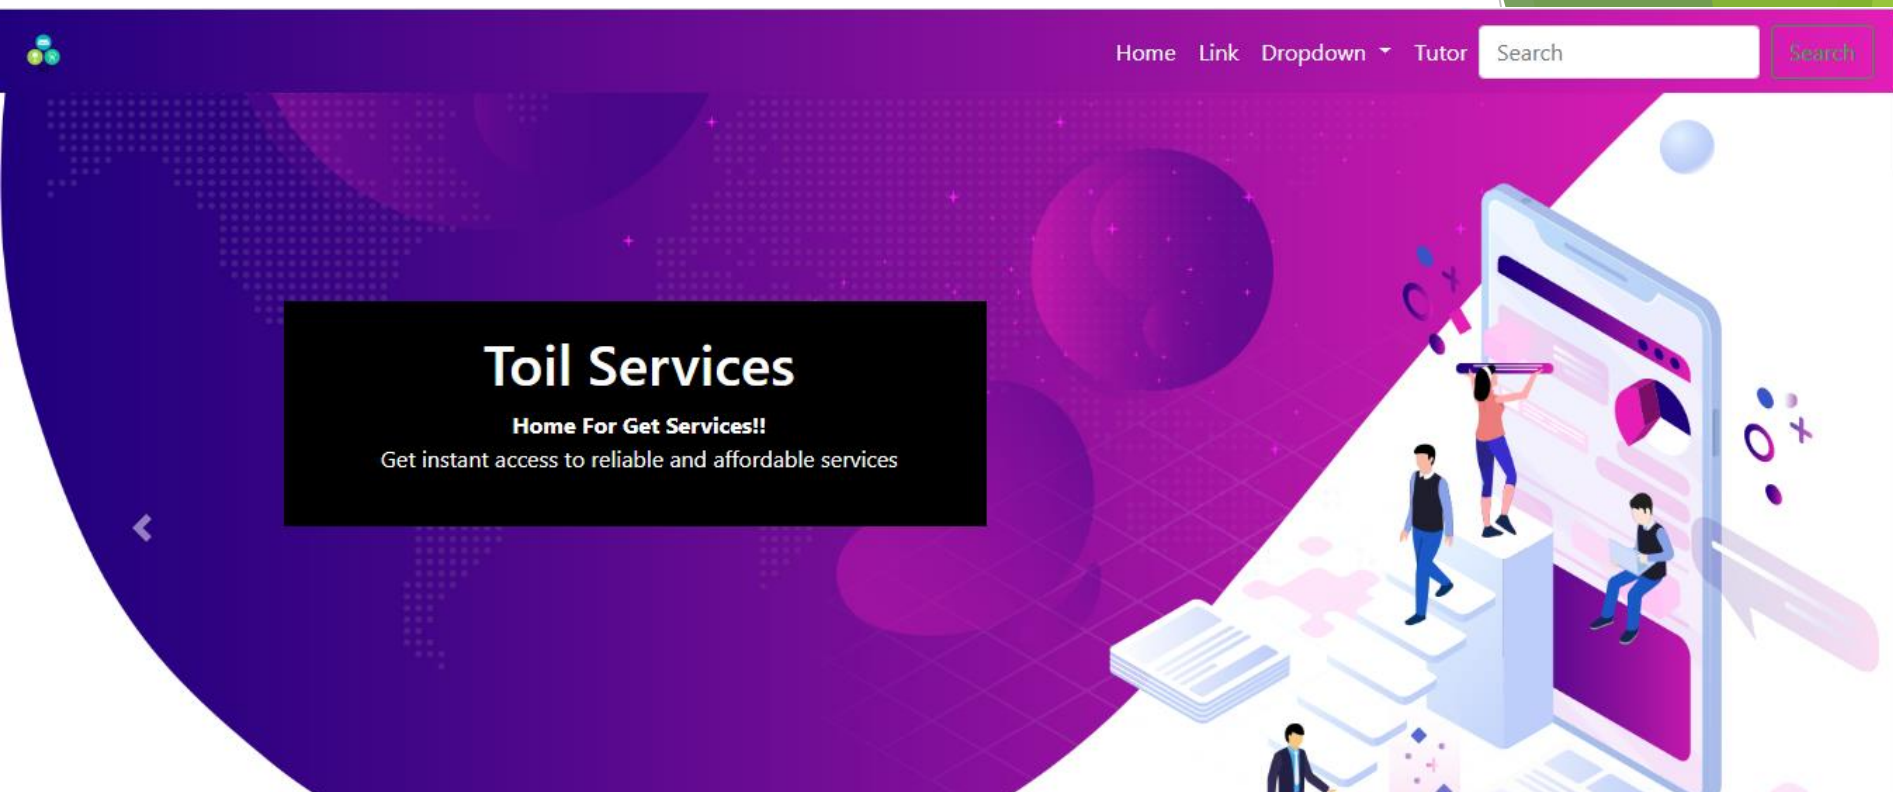 Home Link Dropdown Tutor Search Search
Toil Services
Home For Get Services!!
Get instant access to reliable and affordable services